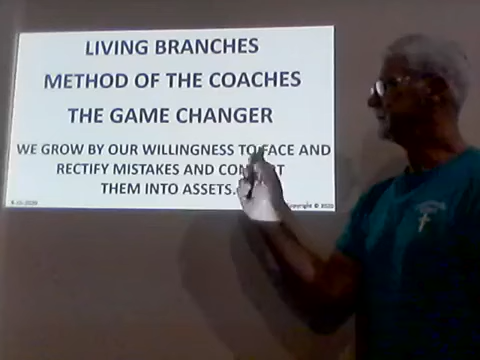 LIVING BRANCHES
METHOD OF THE COACHES
THE GAME CHANGER
WE GROW BY OUR WILLINGNESS TO FACE AND
RECTIFY MISTAKES AND
THEM INTO ASSETS.
Copyright © 2020